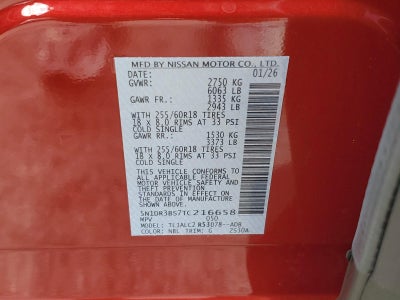 MFD BY NISSAN MOTOR CO., LTD.
DATE: 01/26
GVWR: 2750 KG
6063 LB
GAWR FR.: 1335 KG
2943 LB
WITH 255/60R18 TIRES
18 x 8.0 RIMS AT 33 PSI
COLD SINGLE
GAWR RR.: 1530 KG
3373 LB
WITH 255/60R18 TIRES
18 x 8.0 RIMS AT 33 PSI
COLD SINGLE
THIS VEHICLE CONFORMS TO ALL
APPLICABLE FEDERAL MOTOR VEHICLE
SAFETY AND THEFT PREVENTION
STANDARDS IN EFFECT ON THE
DATE OF MANUFACTURE
SHOWN ABOVE.
5N1DR3BS7TC216658
MPV
MODEL:
COLOR: NBL TRIM: G